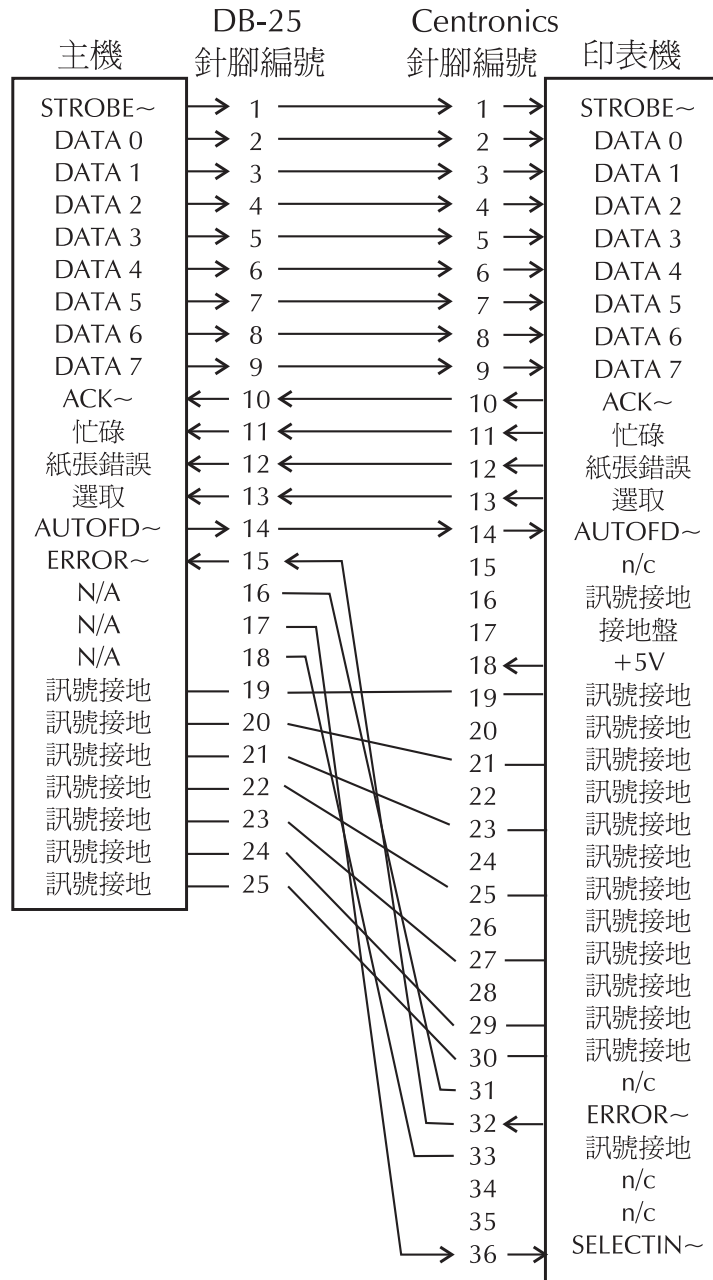 DB-25 Centronics
主機 針腳編號 針腳編號 印表機
STROBE~ 1 1 STROBE~
DATA 0 2 2 DATA 0
DATA 1 3 3 DATA 1
DATA 2 4 4 DATA 2
DATA 3 5 5 DATA 3
DATA 4 6 6 DATA 4
DATA 5 7 7 DATA 5
DATA 6 8 8 DATA 6
DATA 7 9 9 DATA 7
ACK~ 10 10 ACK~
忙碌 11 11 忙碌
紙張錯誤 12 12 紙張錯誤
選取 13 13 選取
AUTOFD~ 14 14 AUTOFD~
ERROR~ 15 15 n/c
N/A 16 16 訊號接地
N/A 17 17 接地盤
N/A 18 18 +5V
訊號接地 19 19 訊號接地
訊號接地 20 20 訊號接地
訊號接地 21 21 訊號接地
訊號接地 22 22 訊號接地
訊號接地 23 23 訊號接地
訊號接地 24 24 訊號接地
訊號接地 25 25 訊號接地
26 訊號接地
27 訊號接地
28 訊號接地
29 訊號接地
30 訊號接地
31 n/c
32 ERROR~
33 訊號接地
34 n/c
35 n/c
36 SELECTIN~